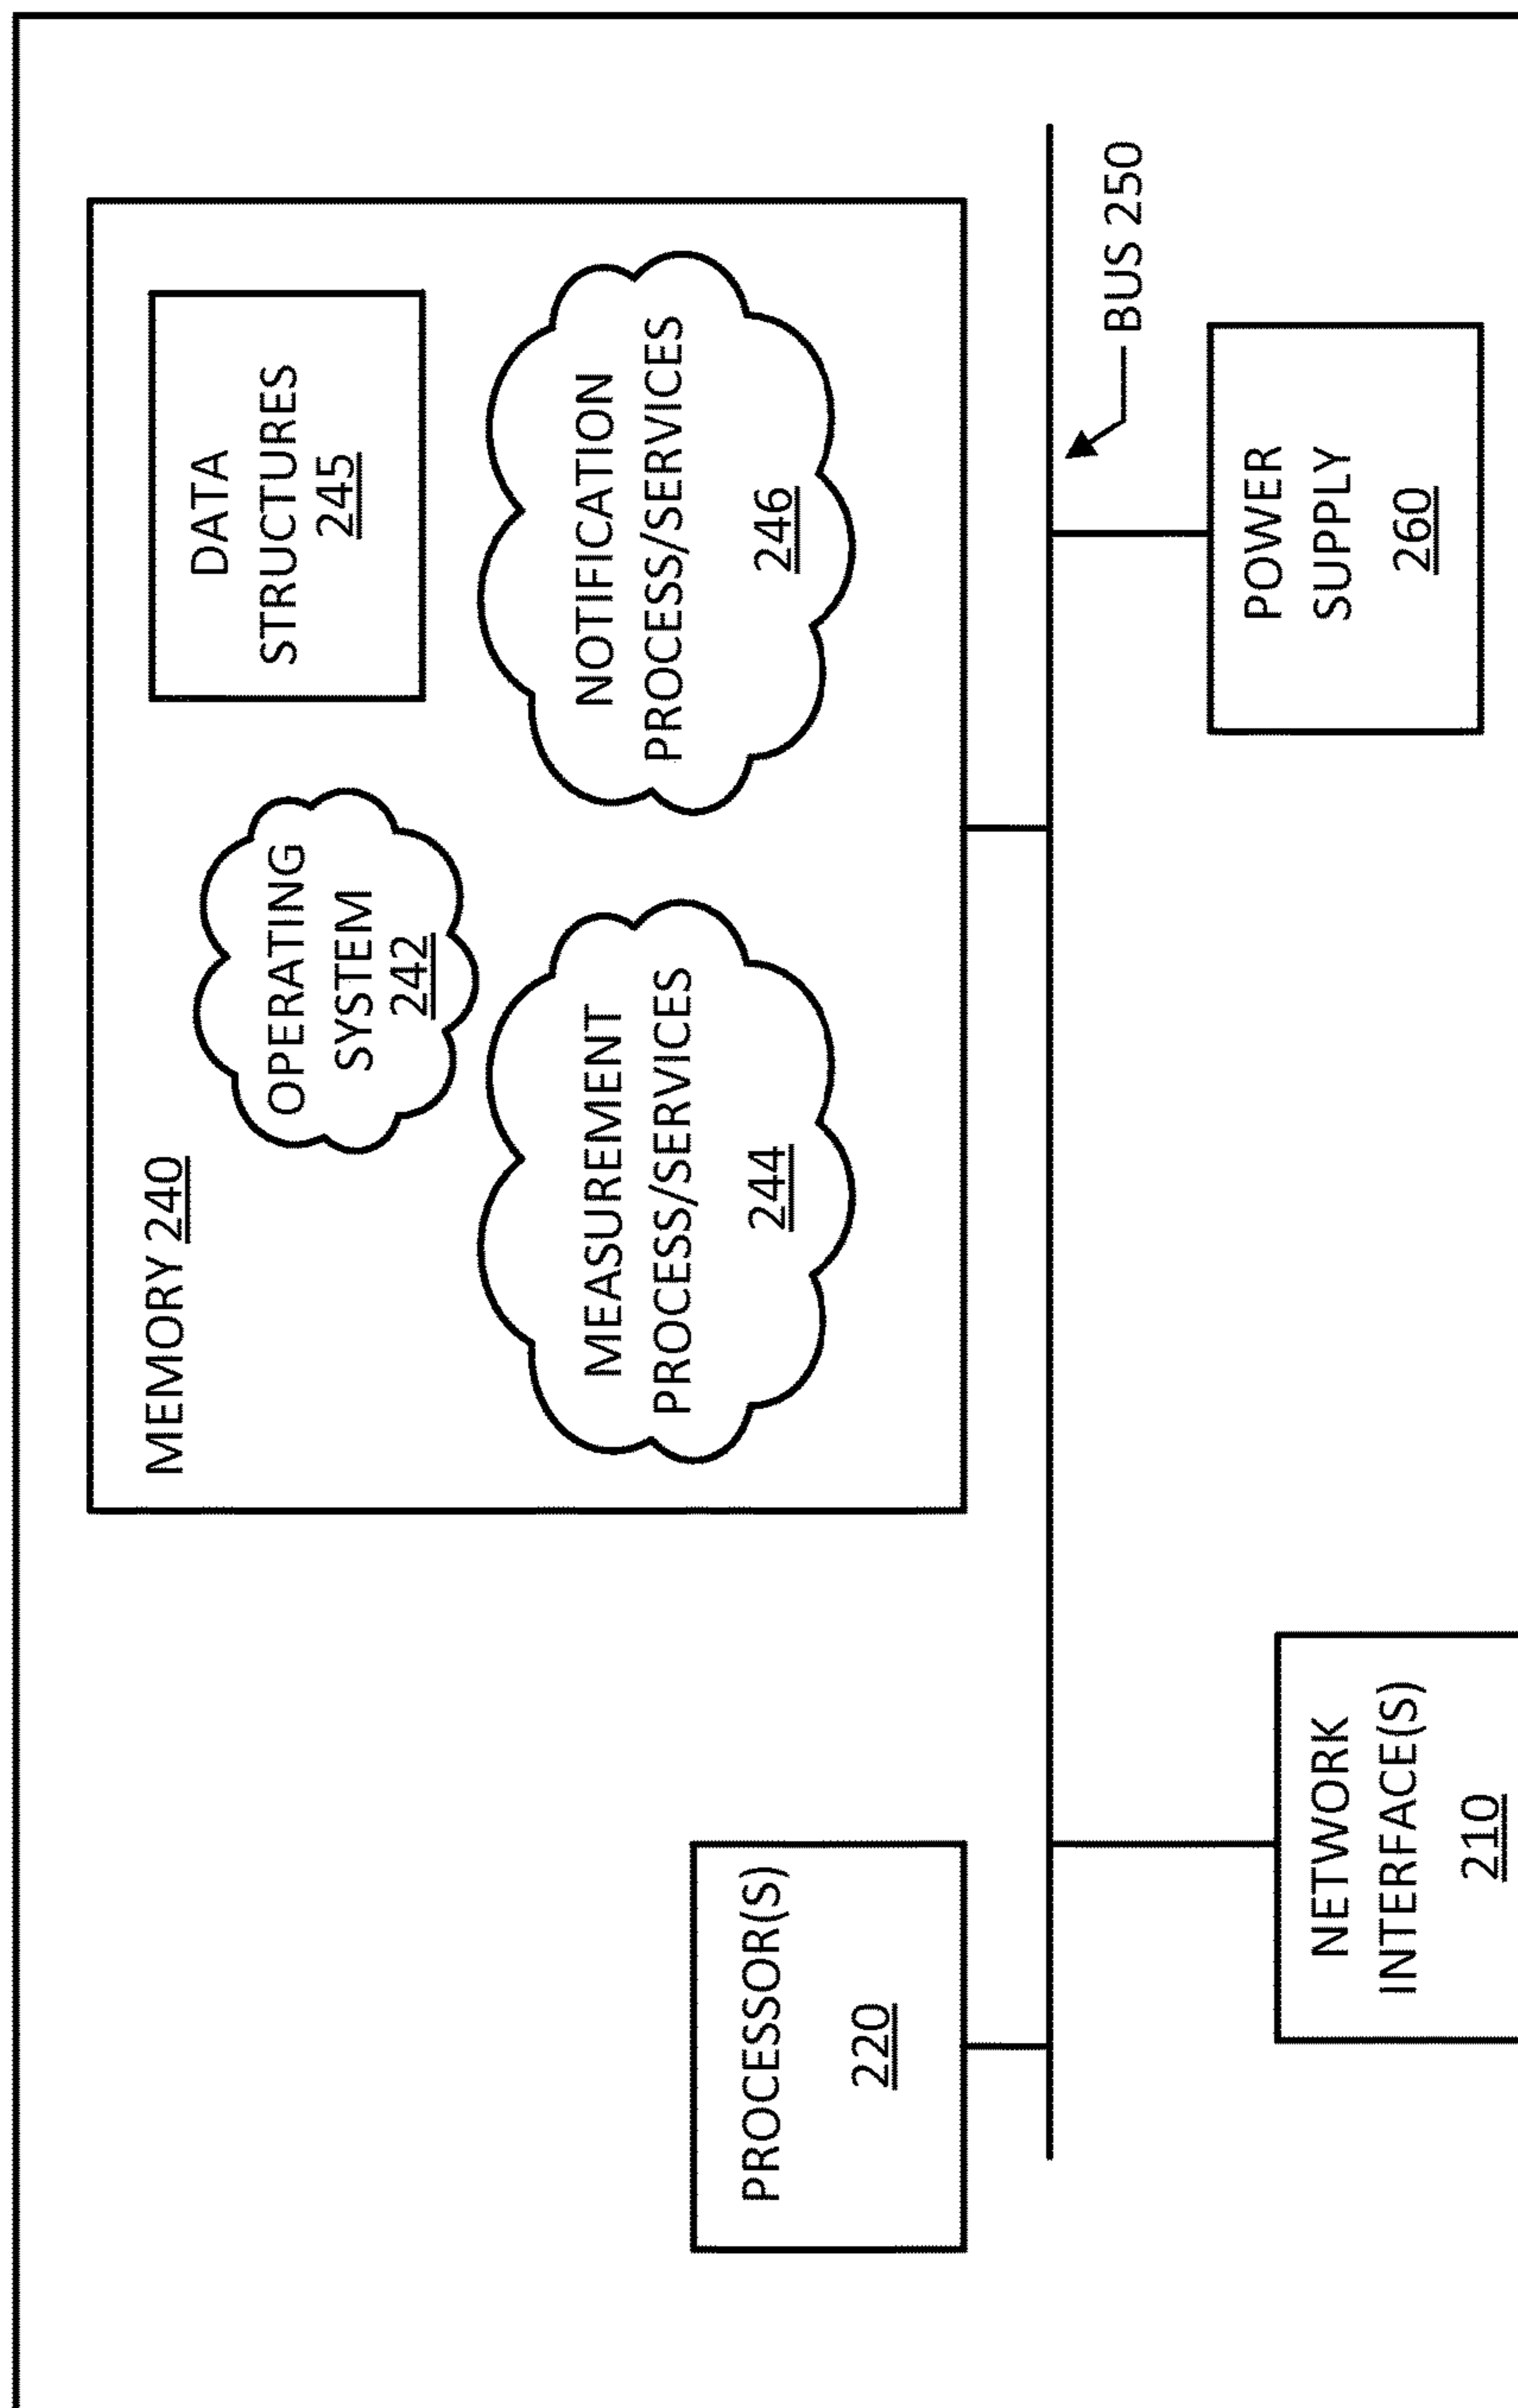 MEMORY 240
OPERATING
SYSTEM
242
DATA
STRUCTURES
245
MEASUREMENT
PROCESS/SERVICES
244
NOTIFICATION
PROCESS/SERVICES
246
PROCESSOR(S)
220
BUS 250
NETWORK
INTERFACE(S)
210
POWER
SUPPLY
260